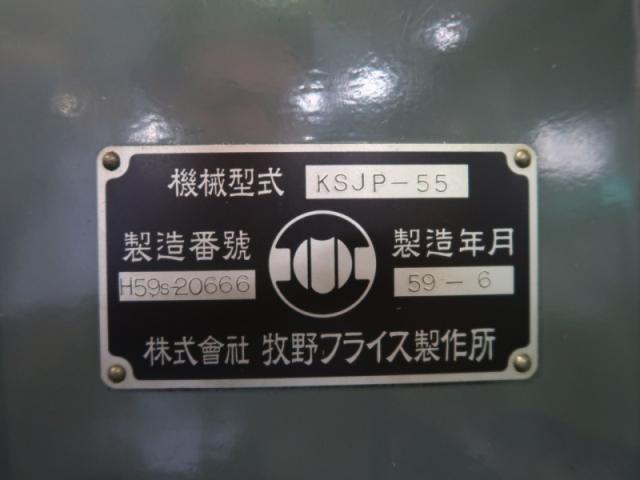 機械型式 KSJP-55
製造番號 製造年月
H59s-20666 59-6
株式會社 牧野フライス製作所